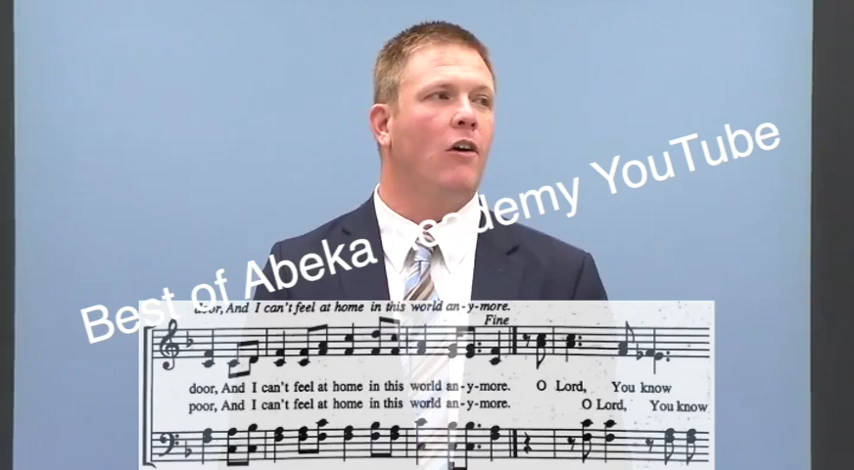 Best of Abeka Academy YouTube
door, And I can't feel at home in this world an-y-more.
Fine
door, And I can't feel at home in this world an-y-more. O Lord, You know
poor, And I can't feel at home in this world an-y-more. O Lord, You know